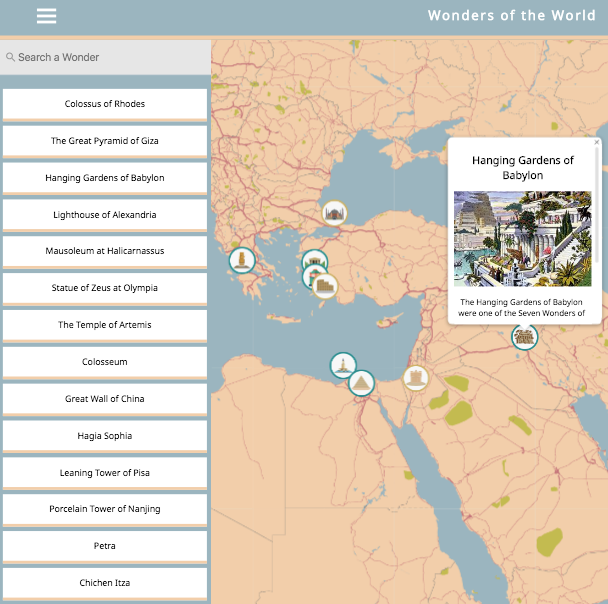 Wonders of the World
Search a Wonder
Colossus of Rhodes
The Great Pyramid of Giza
Hanging Gardens of Babylon
Lighthouse of Alexandria
Mausoleum at Halicarnassus
Statue of Zeus at Olympia
The Temple of Artemis
Colosseum
Great Wall of China
Hagia Sophia
Leaning Tower of Pisa
Porcelain Tower of Nanjing
Petra
Chichen Itza
×
Hanging Gardens of
Babylon
The Hanging Gardens of Babylon
were one of the Seven Wonders of